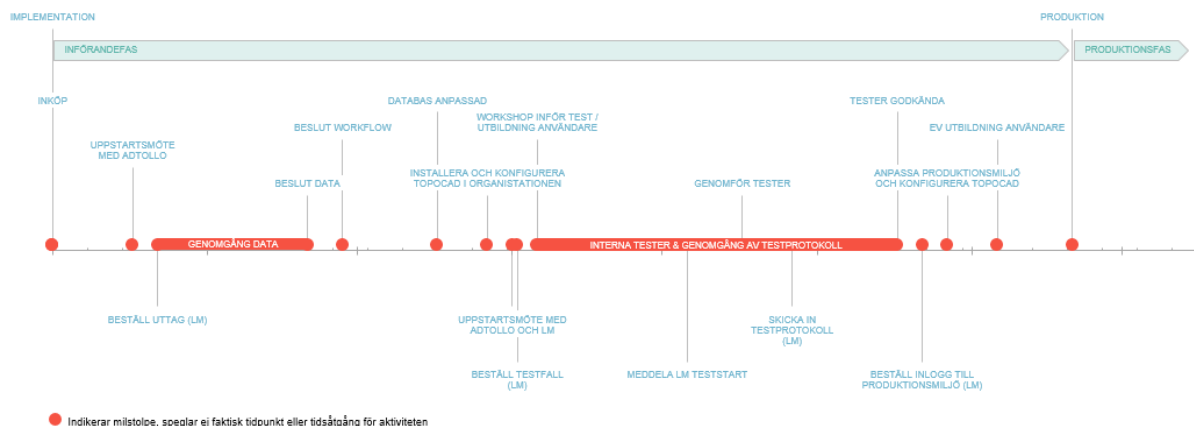 IMPLEMENTATION
PRODUKTION
INFÖRANDEFAS
PRODUKTIONSFAS
INKÖP
DATABAS ANPASSAD
TESTER GODKÄNDA
WORKSHOP INFÖR TEST /
UTBILDNING ANVÄNDARE
BESLUT WORKFLOW
EV UTBILDNING ANVÄNDARE
UPPSTARTSMÖTE
MED ADTOLLO
BESLUT DATA
INSTALLERA OCH KONFIGURERA
TOPOCAD I ORGANISTATIONEN
GENOMFÖR TESTER
ANPASSA PRODUKTIONSMILJÖ
OCH KONFIGURERA TOPOCAD
GENOMGÅNG DATA
INTERNA TESTER & GENOMGÅNG AV TESTPROTOKOLL
BESTÄLL UTTAG (LM)
UPPSTARTSMÖTE MED
ADTOLLO OCH LM
SKICKA IN
TESTPROTOKOLL
(LM)
BESTÄLL TESTFALL
(LM)
MEDDELA LM TESTSTART
BESTÄLL INLOGG TILL
PRODUKTIONSMILJÖ (LM)
Indikerar milstolpe, speglar ej faktisk tidpunkt eller tidsåtgång för aktiviteten